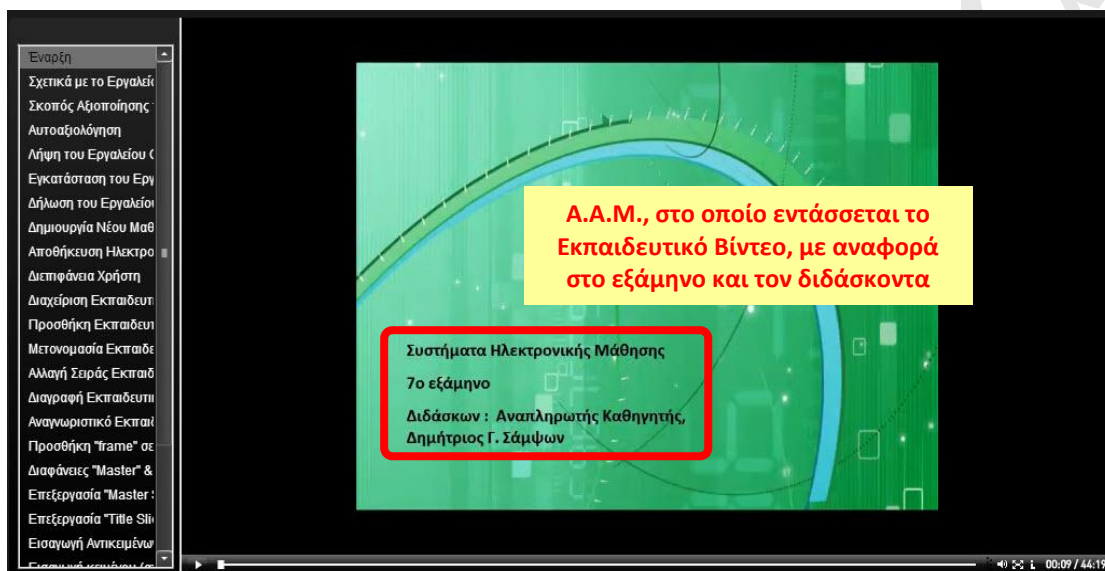 Έναρξη
Σχετικά με το Εργαλεί
Σκοπός Αξιοποίησης
Αυτοαξιολόγηση
Λήψη του Εργαλείου
Εγκατάσταση του Εργ
Δήλωση του Εργαλείο
Δημιουργία Νέου Μαθ
Αποθήκευση Ηλεκτρο
Διεπιφάνεια Χρήστη
Διαχείριση Εκπαιδευτ
Προσθήκη Εκπαιδευτ
Μετονομασία Εκπαιδε
Αλλαγή Σειράς Εκπαιδ
Διαγραφή Εκπαιδευτι
Αναγνωριστικό Εκπαιδ
Προσθήκη "frame" σε
Διαφάνειες "Master" &
Επεξεργασία "Master
Επεξεργασία "Title Sli
Εισαγωγή Αντικειμένω
Α.Α.Μ., στο οποίο εντάσσεται το
Εκπαιδευτικό Βίντεο, με αναφορά
στο εξάμηνο και τον διδάσκοντα
Συστήματα Ηλεκτρονικής Μάθησης
7ο εξάμηνο
Διδάσκων : Αναπληρωτής Καθηγητής,
Δημήτριος Γ. Σάμψων
00:09 / 44:19